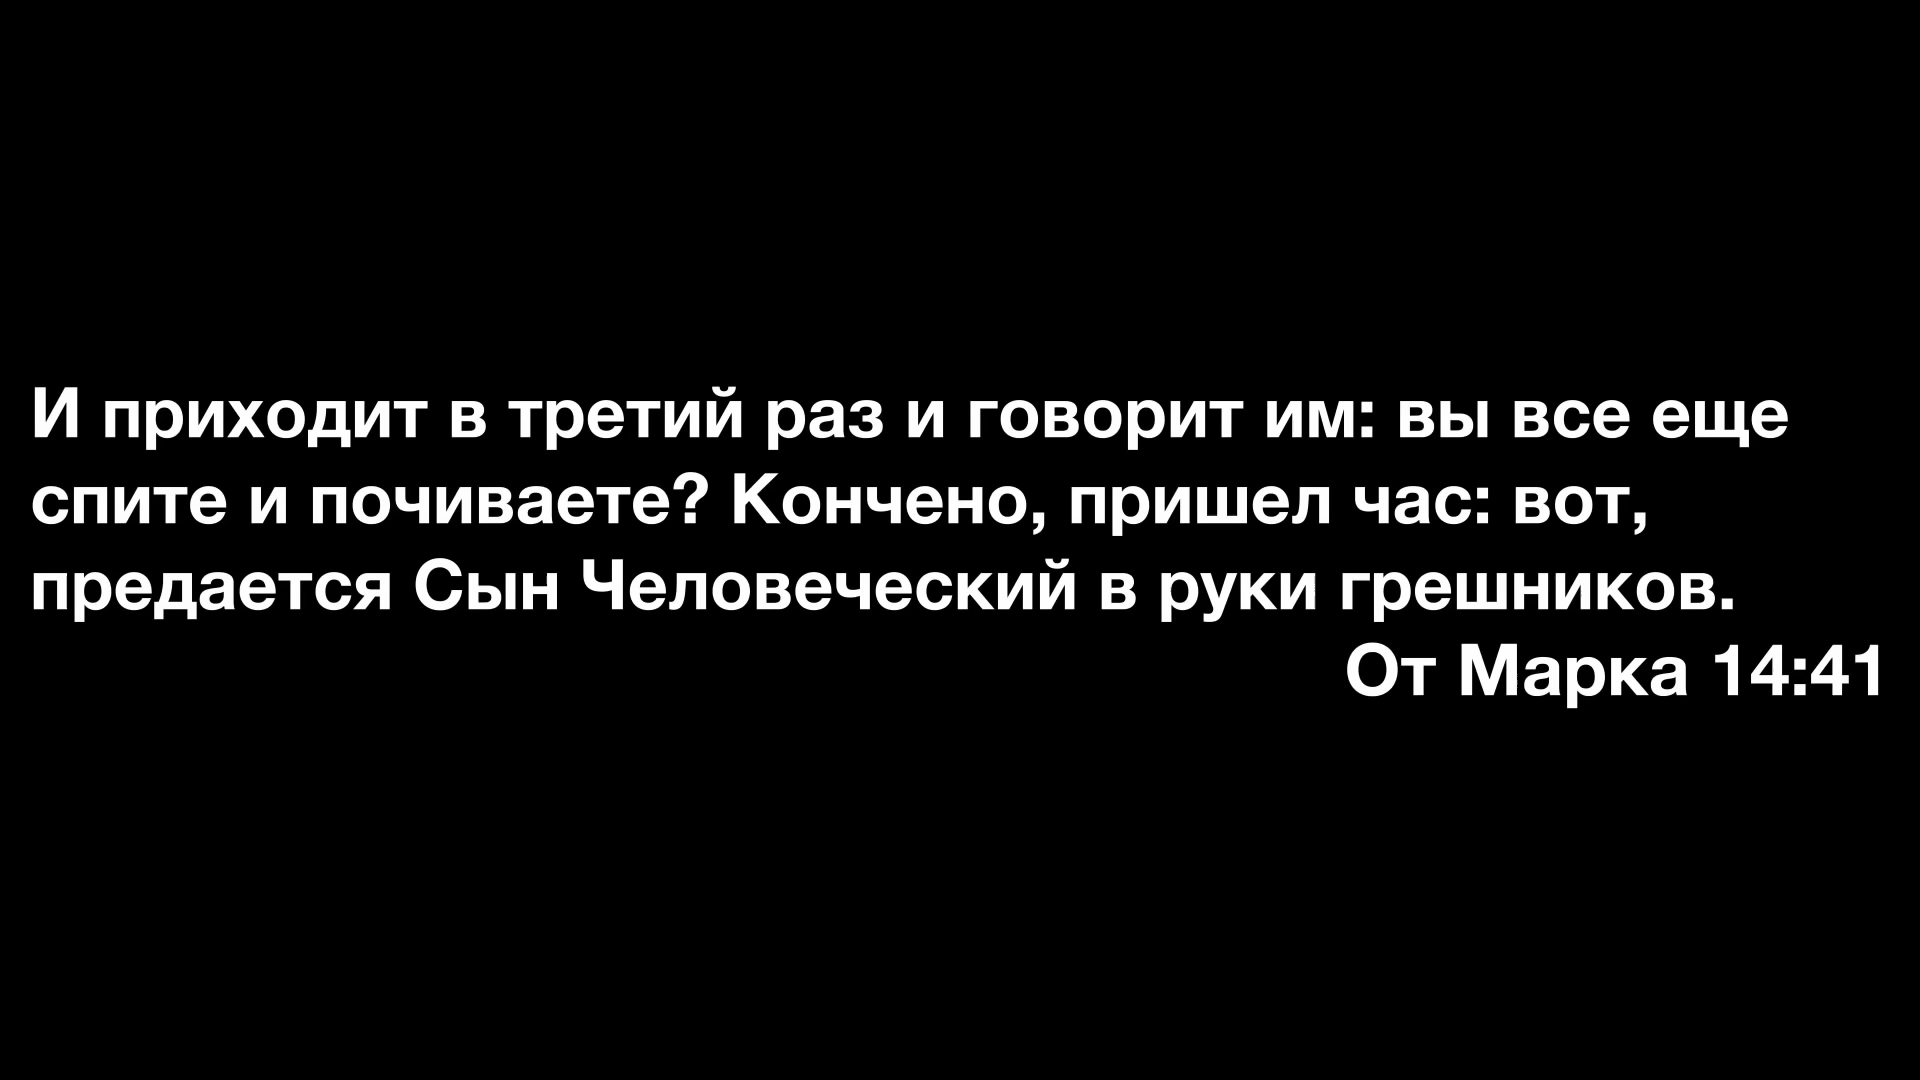 И приходит в третий раз и говорит им: вы все еще
спите и почиваете? Кончено, пришел час: вот,
предается Сын Человеческий в руки грешников.
От Марка 14:41